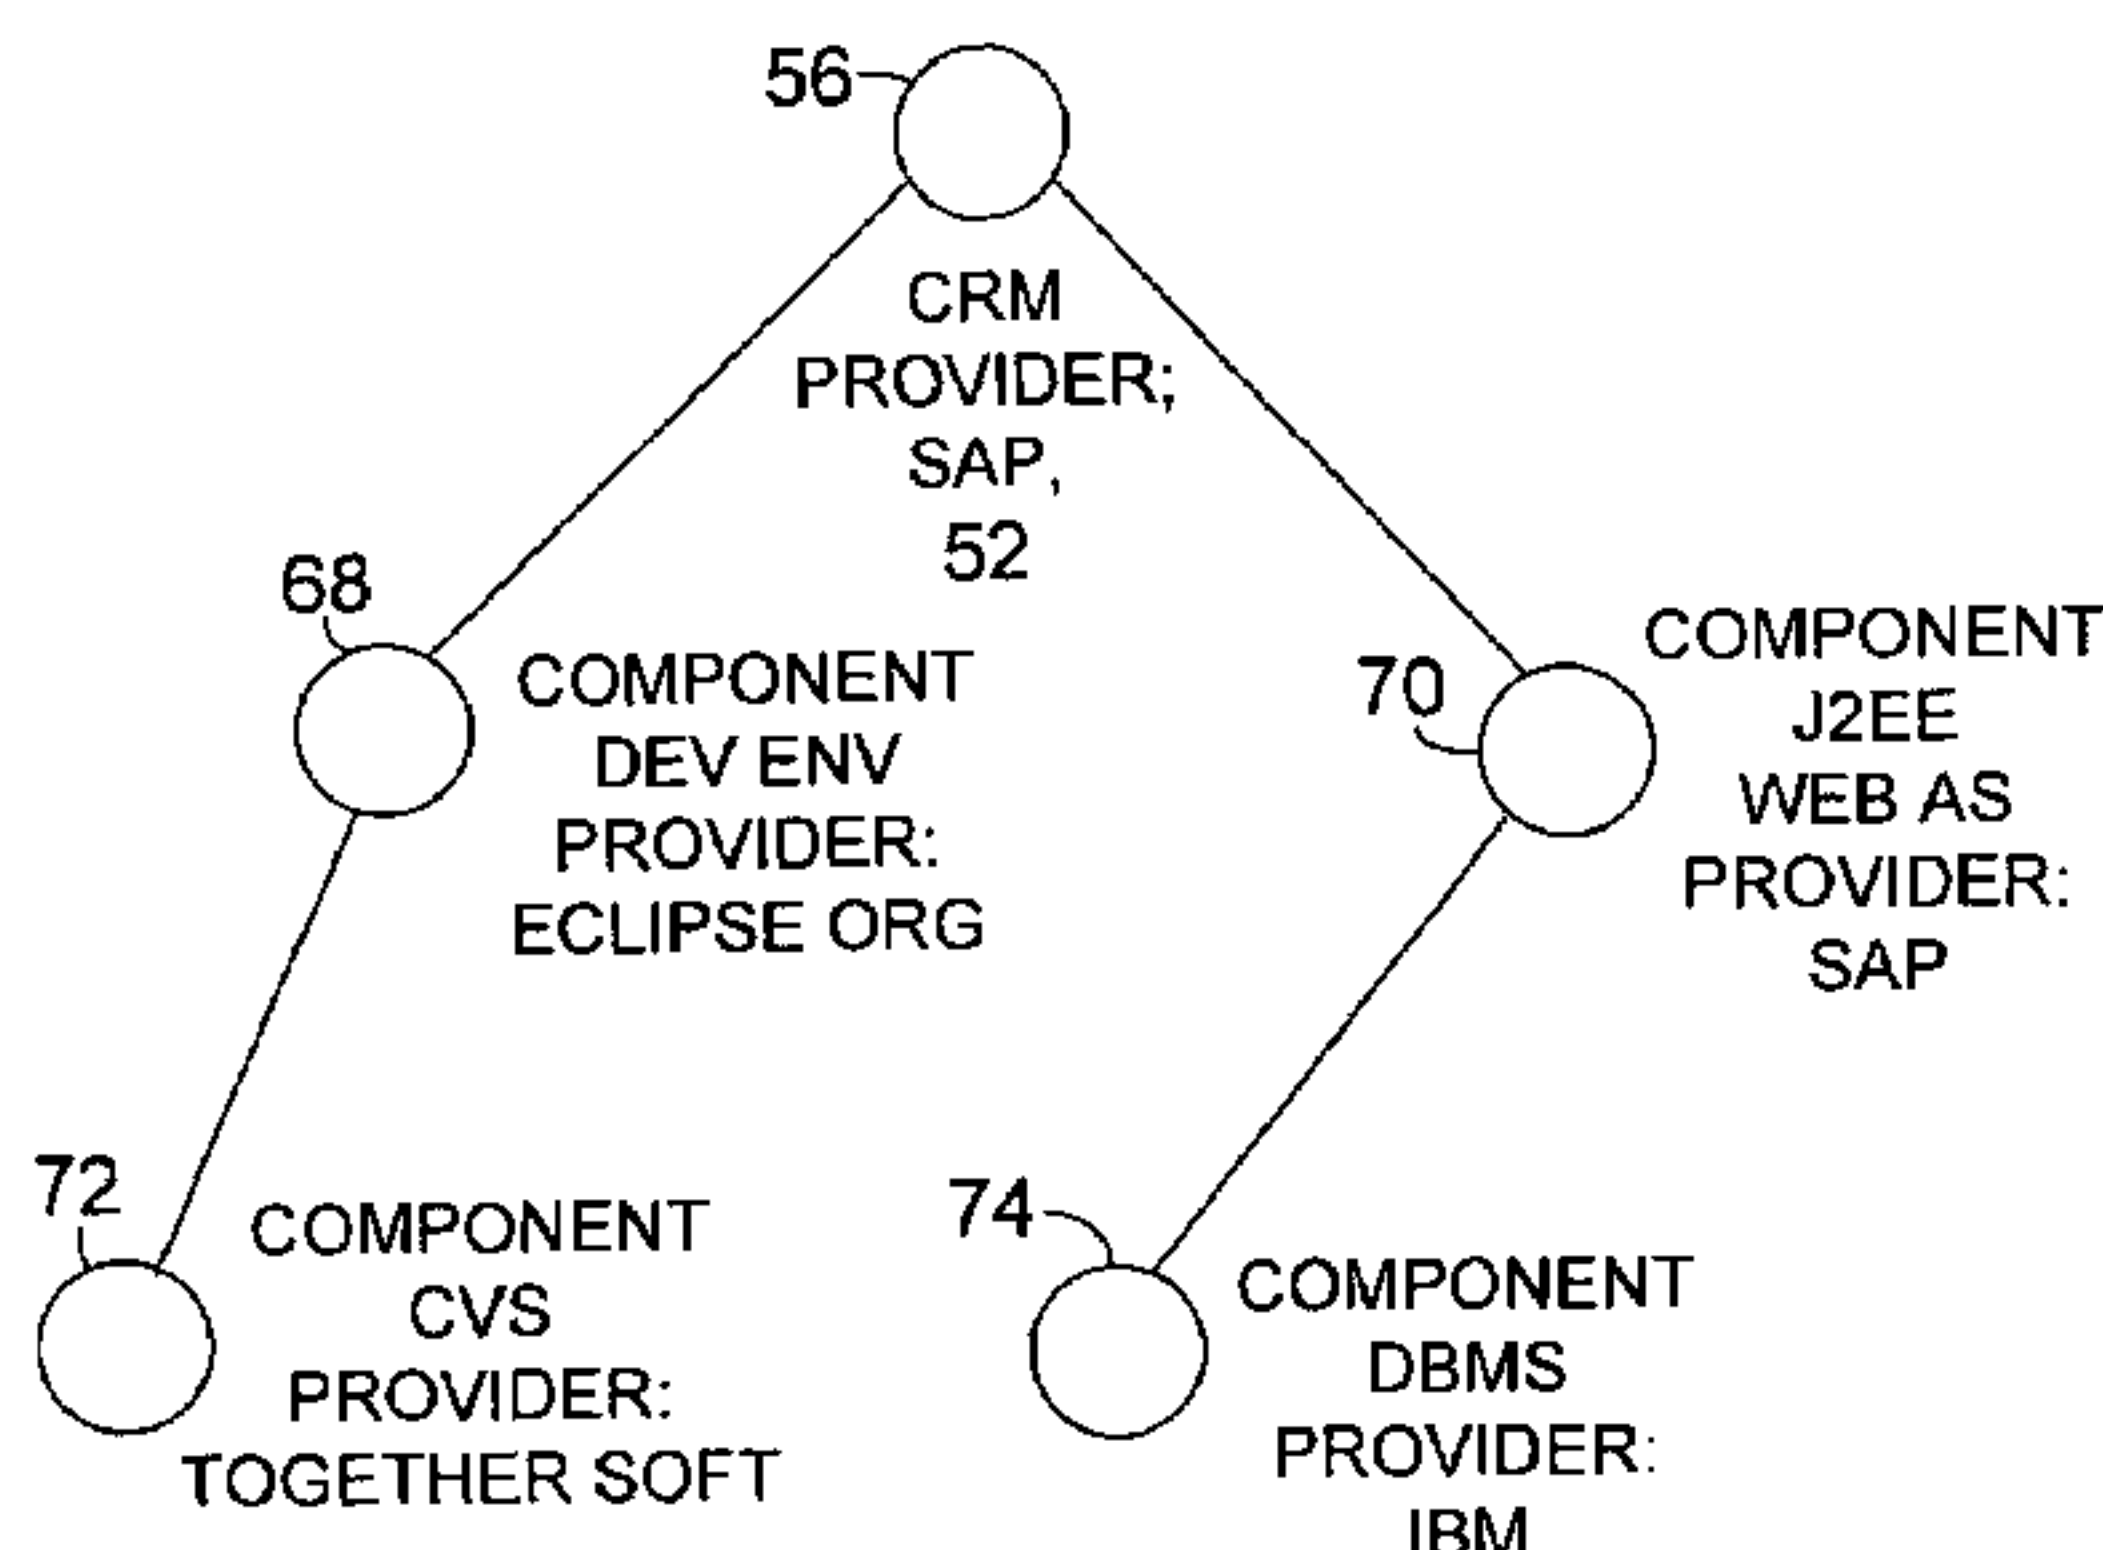 56
CRM
PROVIDER;
SAP,
52
68
COMPONENT
DEV ENV
PROVIDER:
ECLIPSE ORG
70
COMPONENT
J2EE
WEB AS
PROVIDER:
SAP
72
COMPONENT
CVS
PROVIDER:
TOGETHER SOFT
74
COMPONENT
DBMS
PROVIDER:
IBM